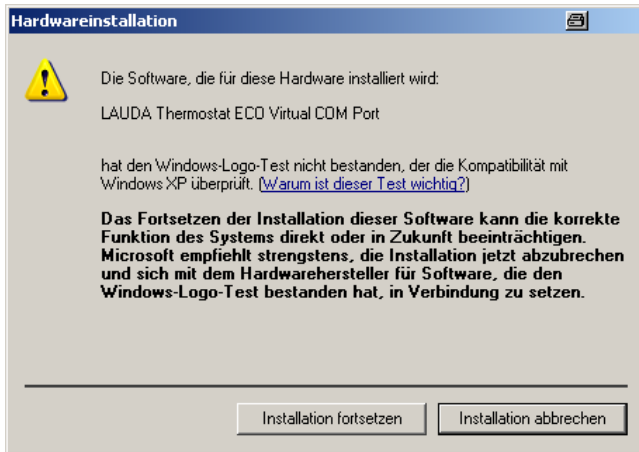 Hardwareinstallation
Die Software, die für diese Hardware installiert wird:
LAUDA Thermostat ECO Virtual COM Port
hat den Windows-Logo-Test nicht bestanden, der die Kompatibilität mit
Windows XP überprüft. (Warum ist dieser Test wichtig?)
Das Fortsetzen der Installation dieser Software kann die korrekte
Funktion des Systems direkt oder in Zukunft beeinträchtigen.
Microsoft empfiehlt strengstens, die Installation jetzt abzubrechen
und sich mit dem Hardwarehersteller für Software, die den
Windows-Logo-Test bestanden hat, in Verbindung zu setzen.
Installation fortsetzen Installation abbrechen